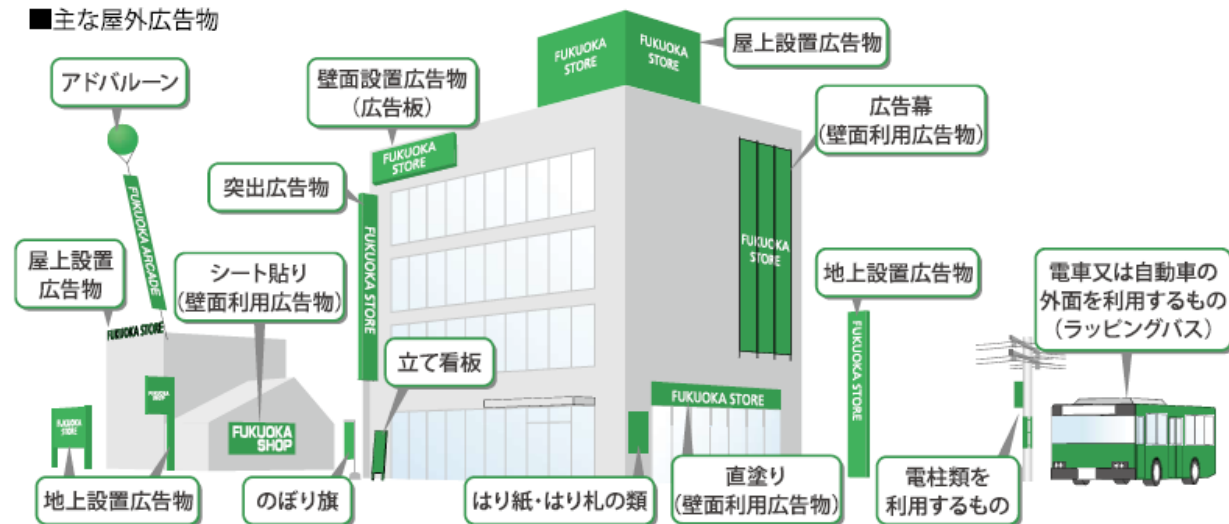 ■主な屋外広告物
アドバルーン
壁面設置広告物
（広告板）
FUKUOKA
STORE
FUKUOKA
STORE
屋上設置広告物
広告幕
（壁面利用広告物）
FUKUOKA
STORE
突出広告物
FUKUOKA ARCADE
屋上設置
広告物
シート貼り
（壁面利用広告物）
FUKUOKA STORE
FUKUOKA STORE
FUKUOKA
STORE
地上設置広告物
電車又は自動車の
外面を利用するもの
（ラッピングバス）
立て看板
FUKUOKA STORE
FUKUOKA STORE
FUKUOKA
SHOP
FUKUOKA
STORE
FUKUOKA
SHOP
地上設置広告物
のぼり旗
はり紙・はり札の類
直塗り
（壁面利用広告物）
電柱類を
利用するもの